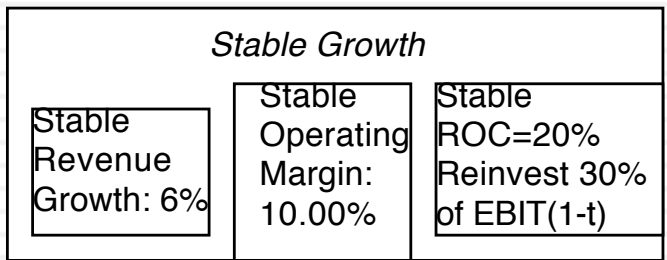 Stable Growth
Stable
Revenue
Growth: 6%
Stable
Operating
Margin:
10.00%
Stable
ROC=20%
Reinvest 30%
of EBIT(1-t)